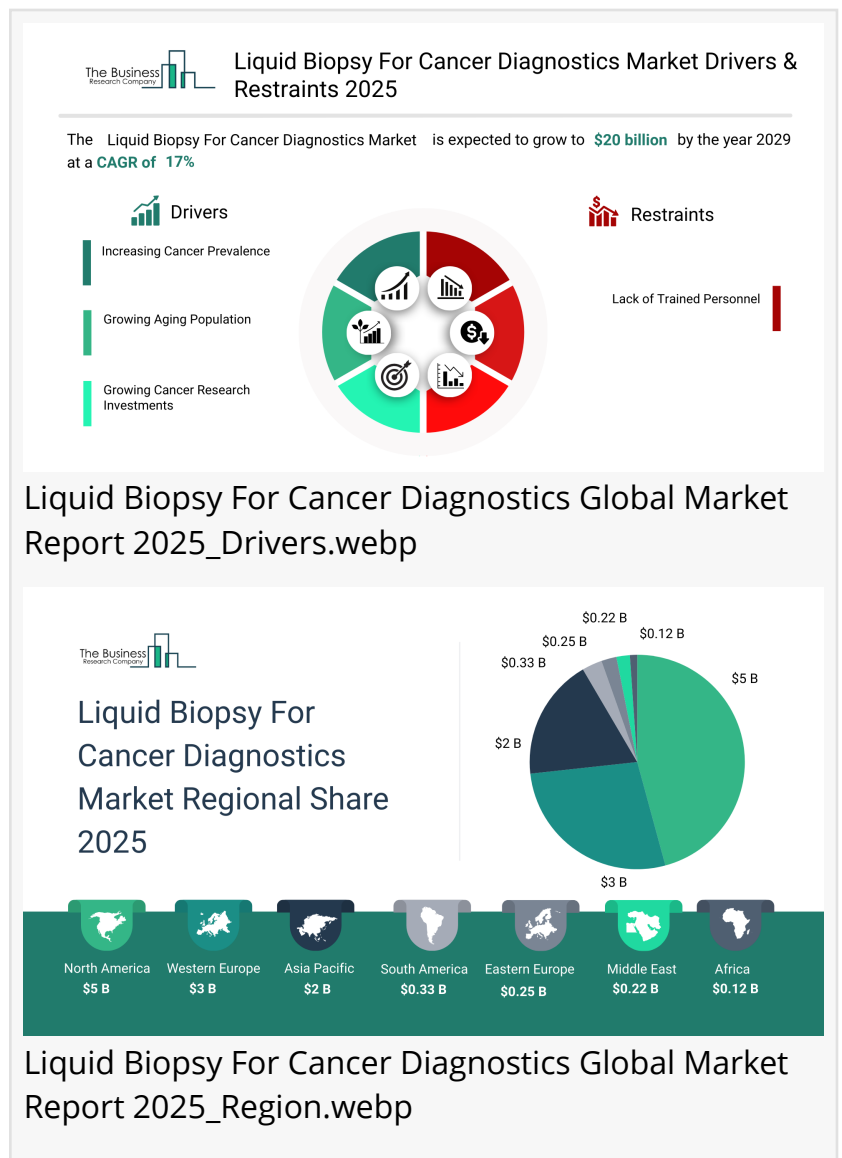 The Business
Research Company
Liquid Biopsy For Cancer Diagnostics Market Drivers &
Restraints 2025
The Liquid Biopsy For Cancer Diagnostics Market is expected to grow to $20 billion by the year 2029
at a CAGR of 17%
Drivers
Increasing Cancer Prevalence
Growing Aging Population
Growing Cancer Research
Investments
Restraints
Lack of Trained Personnel
Liquid Biopsy For Cancer Diagnostics Global Market
Report 2025_Drivers.webp
The Business
Research Company
Liquid Biopsy For
Cancer Diagnostics
Market Regional Share
2025
$0.22 B
$0.12 B
$0.25 B
$0.33 B
$5 B
$2 B
$3 B
North America
$5 B
Western Europe
$3 B
Asia Pacific
$2 B
South America
$0.33 B
Eastern Europe
$0.25 B
Middle East
$0.22 B
Africa
$0.12 B
Liquid Biopsy For Cancer Diagnostics Global Market
Report 2025_Region.webp